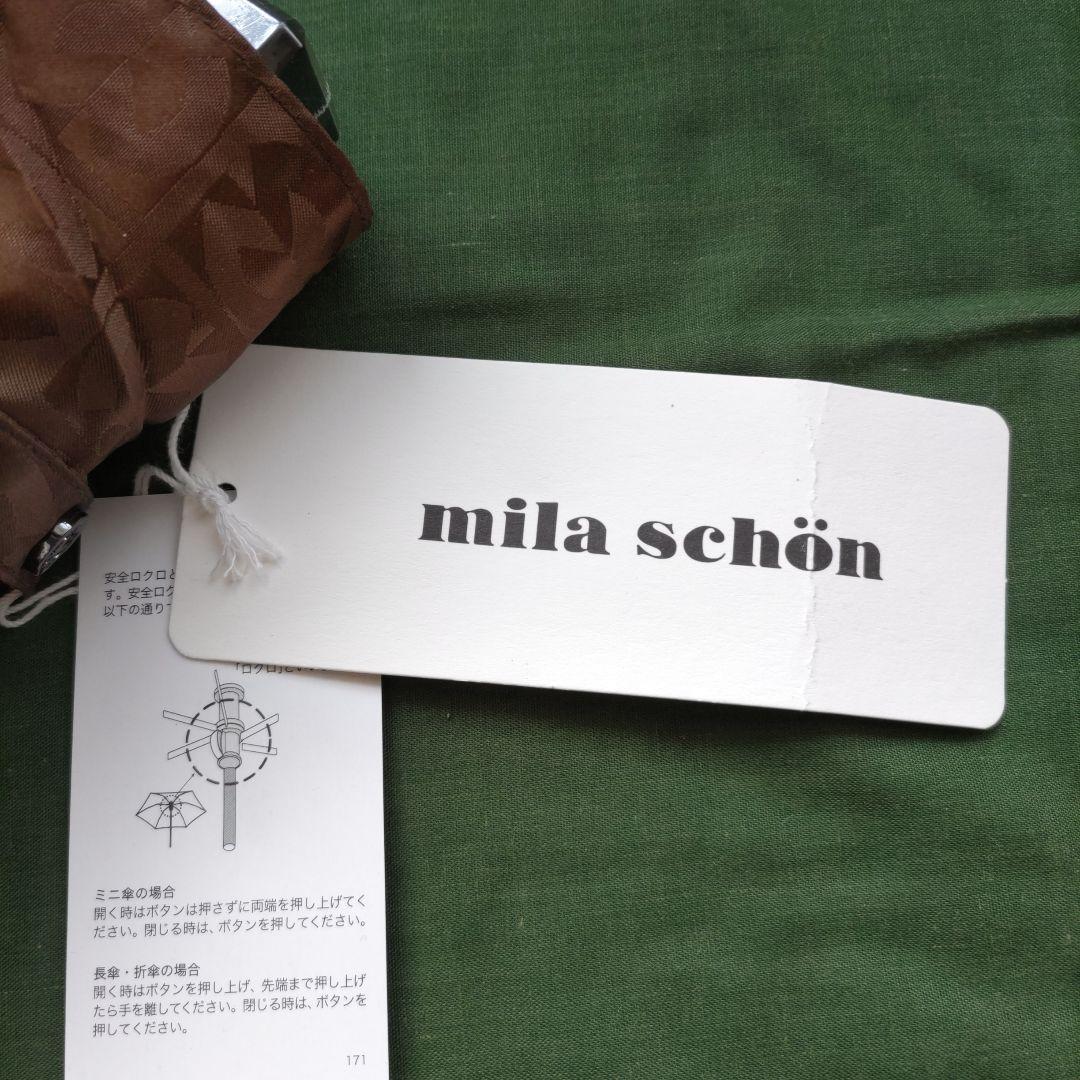 mila schön
安全ロクロと
す。安全ロク
以下の通り
「ロクロ」
ミニ傘の場合
開く時はボタンは押さずに両端を押し上げてく
ださい。閉じる時は、ボタンを押してください。
長傘・折傘の場合
開く時はボタンを押し上げ、先端まで押し上げ
たら手を離してください。閉じる時は、ボタンを
押してください。
171